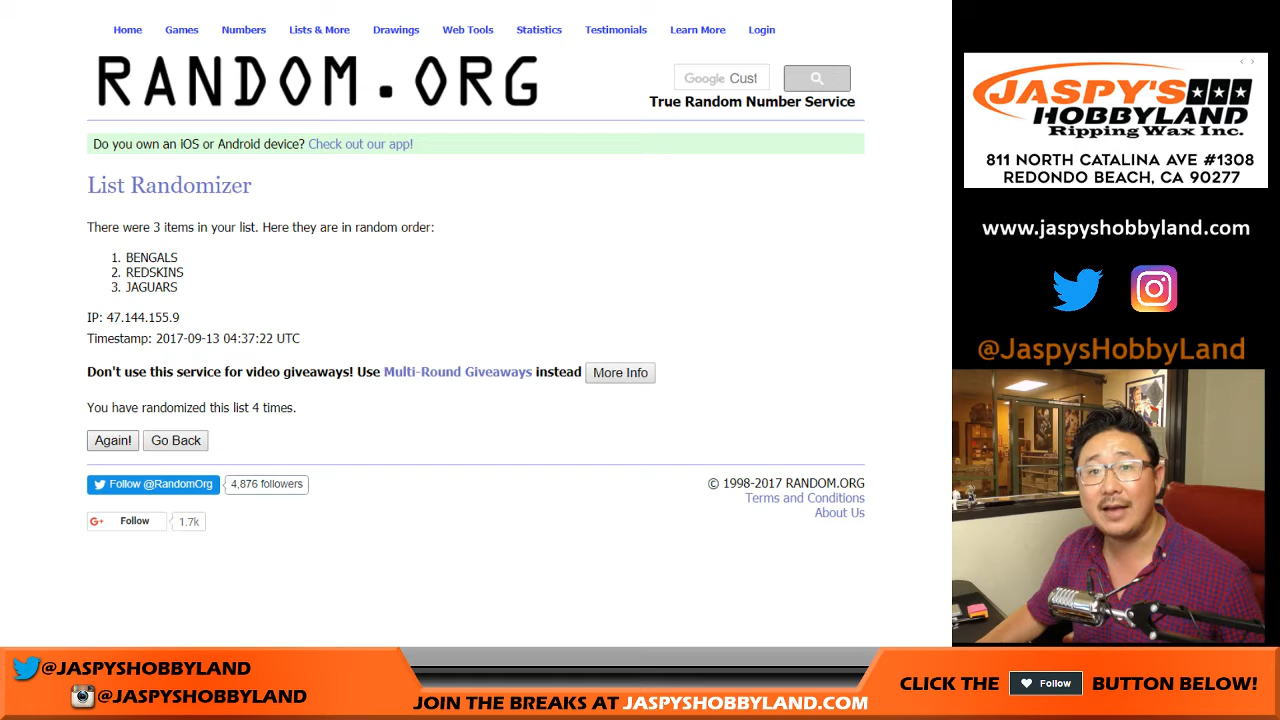 Home Games Numbers Lists & More Drawings Web Tools Statistics Testimonials Learn More Login
RANDOM.ORG
Google Cust
True Random Number Service
Do you own an iOS or Android device? Check out our app!
List Randomizer
There were 3 items in your list. Here they are in random order:
1. BENGALS
2. REDSKINS
3. JAGUARS
IP: 47.144.155.9
Timestamp: 2017-09-13 04:37:22 UTC
Don't use this service for video giveaways! Use Multi-Round Giveaways instead More Info
You have randomized this list 4 times.
Again! Go Back
Follow @RandomOrg 4,876 followers
G+ Follow 1.7k
© 1998-2017 RANDOM.ORG
Terms and Conditions
About Us
JASPY'S
HOBBYLAND
Ripping Wax Inc.
811 NORTH CATALINA AVE #1308
REDONDO BEACH, CA 90277
www.jaspyshobbyland.com
@JaspysHobbyLand
@JASPYSHOBBYLAND
@JASPYSHOBBYLAND
JOIN THE BREAKS AT JASPYSHOBBYLAND.COM
CLICK THE Follow BUTTON BELOW!